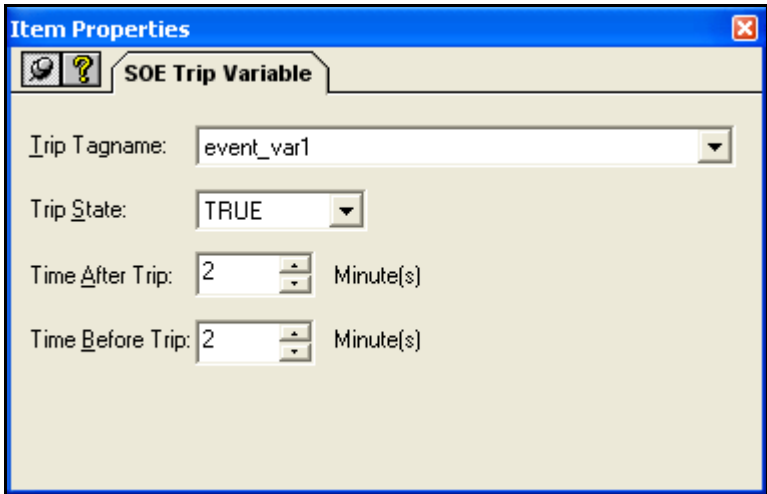 Item Properties
SOE Trip Variable
Trip Tagname: event_var1
Trip State: TRUE
Time After Trip: 2 Minute(s)
Time Before Trip: 2 Minute(s)